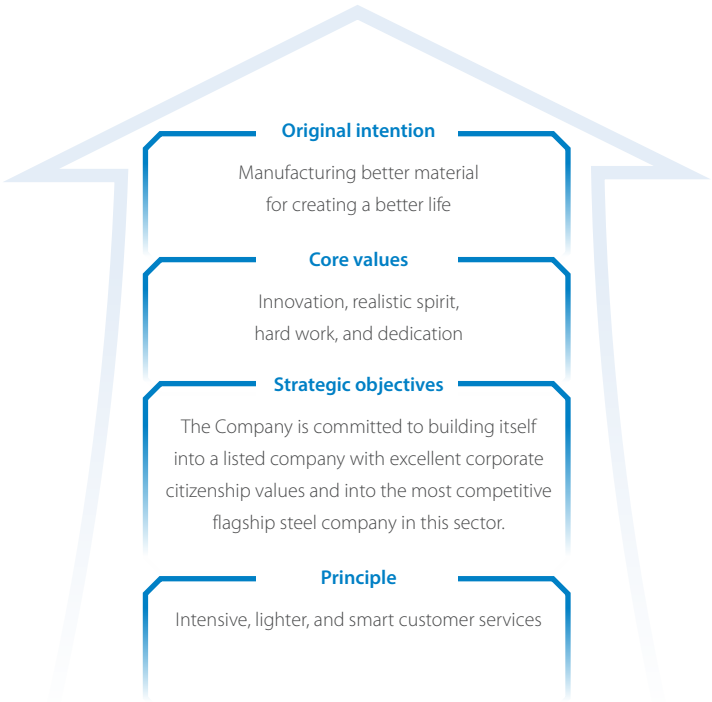 Original intention
Manufacturing better material
for creating a better life
Core values
Innovation, realistic spirit,
hard work, and dedication
Strategic objectives
The Company is committed to building itself
into a listed company with excellent corporate
citizenship values and into the most competitive
flagship steel company in this sector.
Principle
Intensive, lighter, and smart customer services